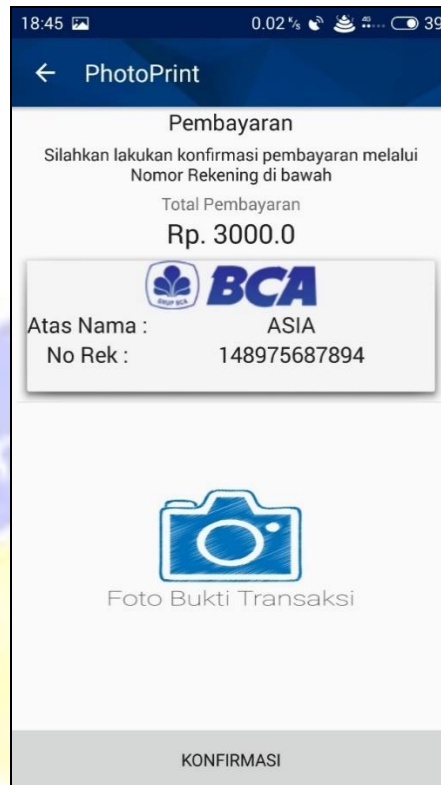 18:45 0.02 K/s 4G 39
PhotoPrint
Pembayaran
Silahkan lakukan konfirmasi pembayaran melalui
Nomor Rekening di bawah
Total Pembayaran
Rp. 3000.0
BCA
Atas Nama : ASIA
No Rek : 148975687894
Foto Bukti Transaksi
KONFIRMASI